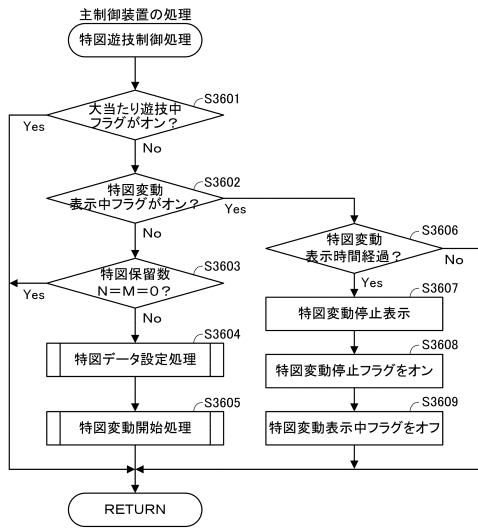 主制御装置の処理
特図遊技制御処理
S3601
大当たり遊技中
フラグがオン？
Yes
No
S3602
特図変動
表示中フラグがオン？
Yes
No
S3603
特図保留数
N＝M＝0？
Yes
No
S3604
特図データ設定処理
S3605
特図変動開始処理
S3606
特図変動
表示時間経過？
No
Yes
S3607
特図変動停止表示
S3608
特図変動停止フラグをオン
S3609
特図変動表示中フラグをオフ
RETURN